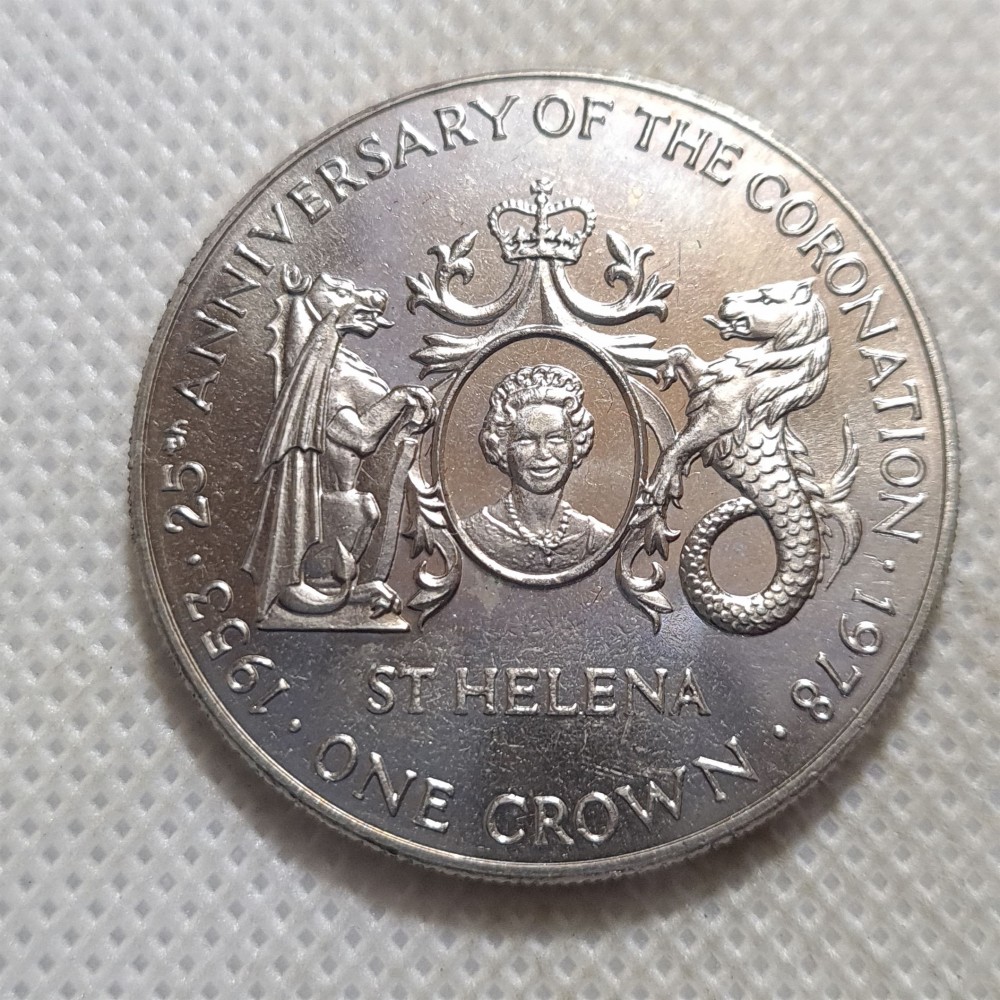 1953 · 25th ANNIVERSARY OF THE CORONATION · 1978
ST HELENA
· ONE CROWN ·